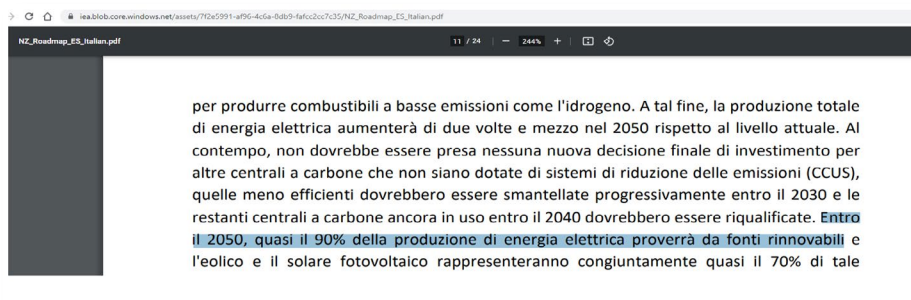 iea.blob.core.windows.net/assets/7f2e5991-af96-4c6a-8db9-fafcc2cc7c35/NZ_Roadmap_ES_Italian.pdf
NZ_Roadmap_ES_Italian.pdf 11 / 24 — 244% +
per produrre combustibili a basse emissioni come l'idrogeno. A tal fine, la produzione totale
di energia elettrica aumenterà di due volte e mezzo nel 2050 rispetto al livello attuale. Al
contempo, non dovrebbe essere presa nessuna nuova decisione finale di investimento per
altre centrali a carbone che non siano dotate di sistemi di riduzione delle emissioni (CCUS),
quelle meno efficienti dovrebbero essere smantellate progressivamente entro il 2030 e le
restanti centrali a carbone ancora in uso entro il 2040 dovrebbero essere riqualificate. Entro
il 2050, quasi il 90% della produzione di energia elettrica proverrà da fonti rinnovabili e
l'eolico e il solare fotovoltaico rappresenteranno congiuntamente quasi il 70% di tale